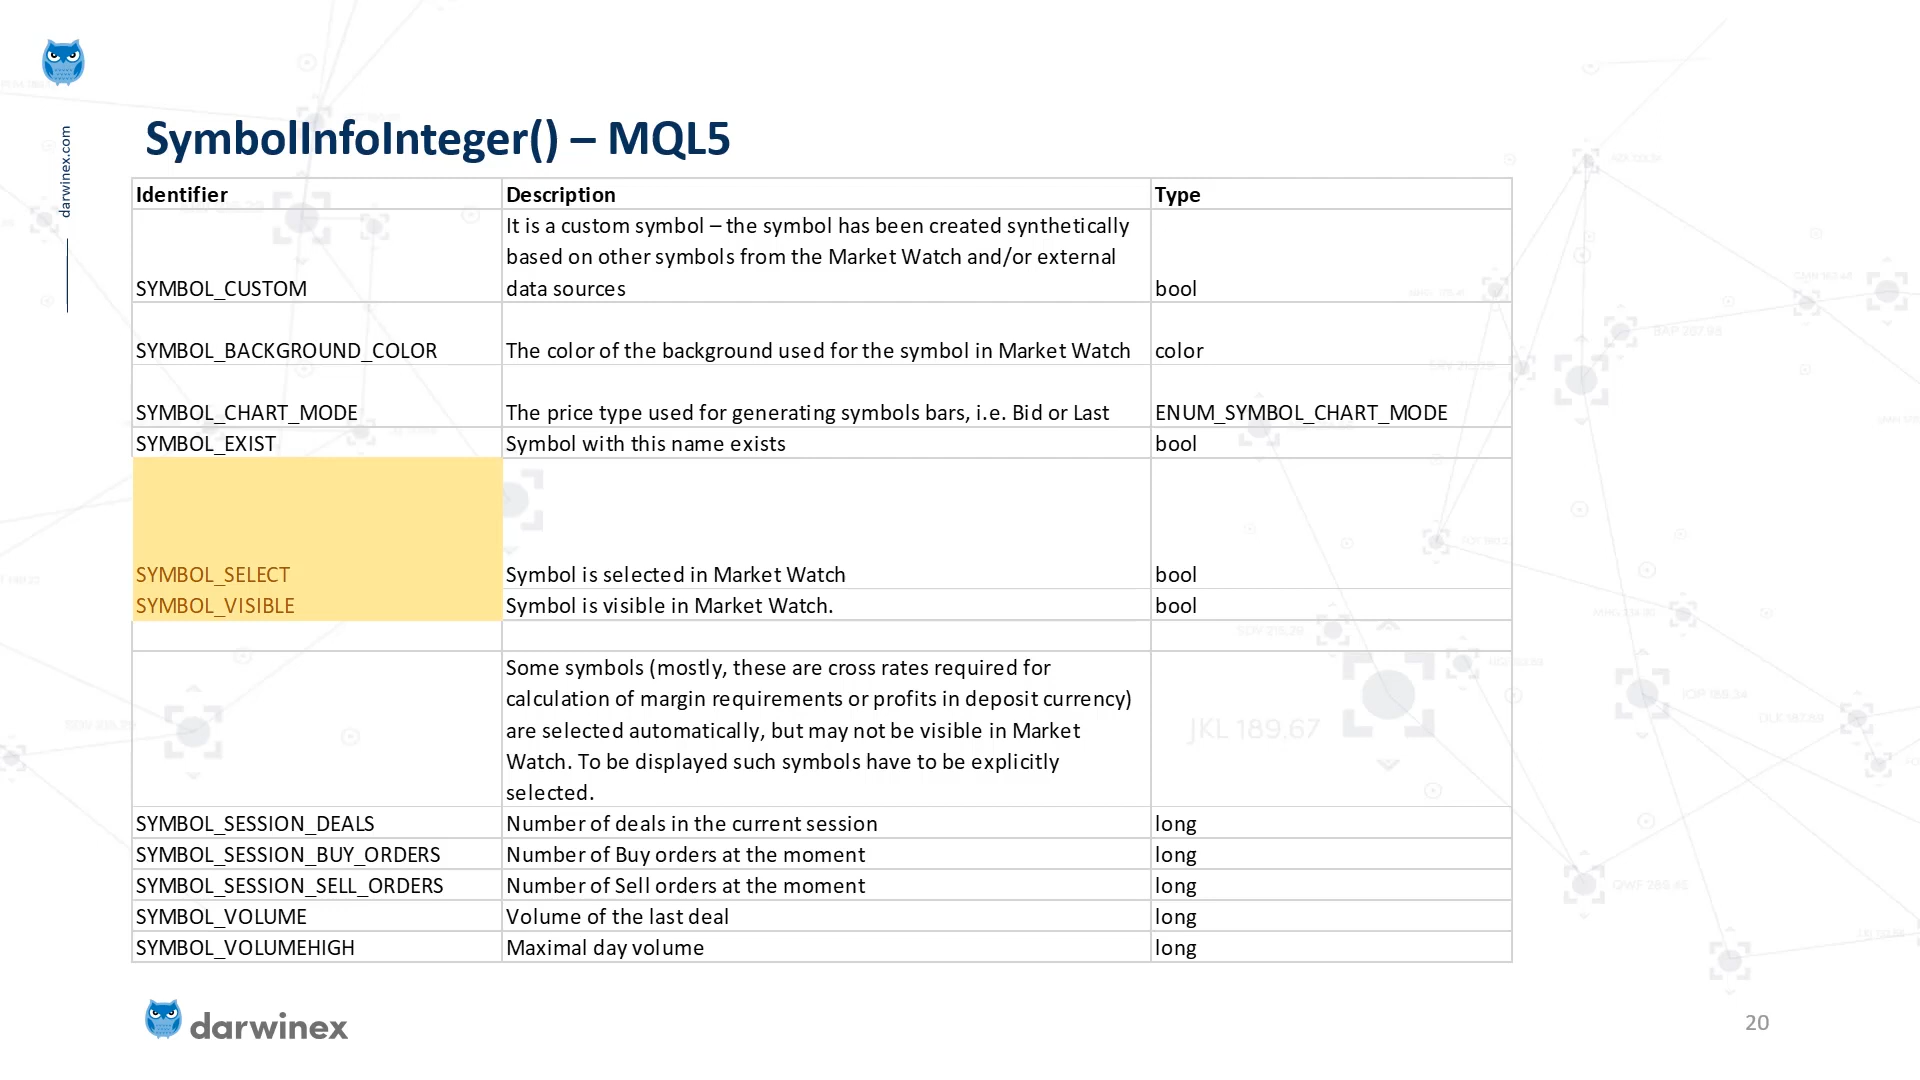 darwinex.com
SymbolInfoInteger() – MQL5
Identifier Description Type
It is a custom symbol – the symbol has been created synthetically
based on other symbols from the Market Watch and/or external
SYMBOL_CUSTOM data sources bool
SYMBOL_BACKGROUND_COLOR The color of the background used for the symbol in Market Watch color
SYMBOL_CHART_MODE The price type used for generating symbols bars, i.e. Bid or Last ENUM_SYMBOL_CHART_MODE
SYMBOL_EXIST Symbol with this name exists bool
SYMBOL_SELECT Symbol is selected in Market Watch bool
SYMBOL_VISIBLE Symbol is visible in Market Watch. bool
Some symbols (mostly, these are cross rates required for
calculation of margin requirements or profits in deposit currency)
are selected automatically, but may not be visible in Market
Watch. To be displayed such symbols have to be explicitly
selected.
SYMBOL_SESSION_DEALS Number of deals in the current session long
SYMBOL_SESSION_BUY_ORDERS Number of Buy orders at the moment long
SYMBOL_SESSION_SELL_ORDERS Number of Sell orders at the moment long
SYMBOL_VOLUME Volume of the last deal long
SYMBOL_VOLUMEHIGH Maximal day volume long
JKL 189.67
IOP 189.34
darwinex
20